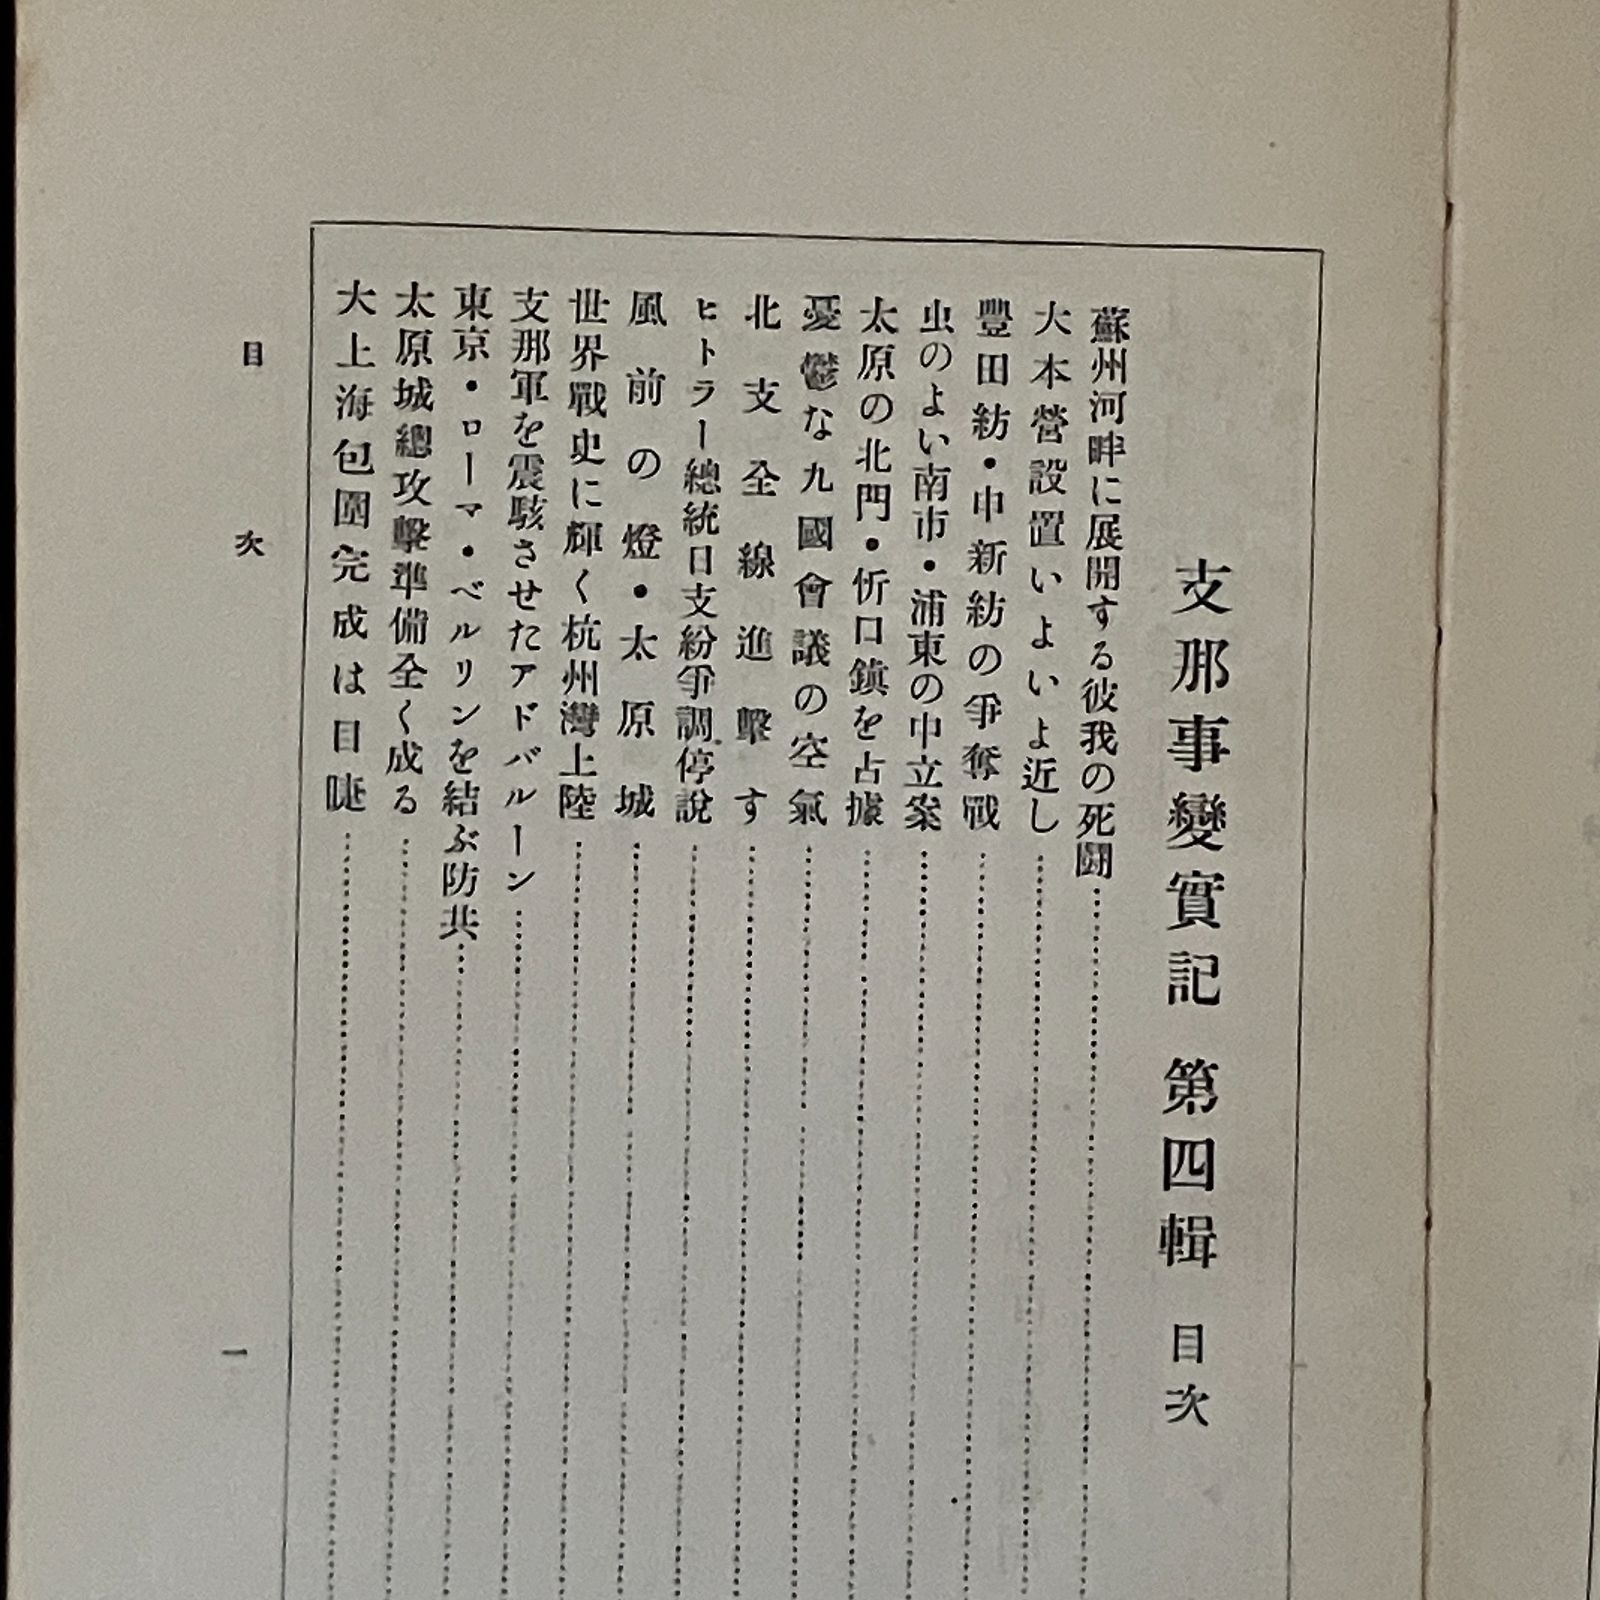 支那事變實記 第四輯 目次
蘇州河畔に展開する彼我の死鬪
大本營設置いよいよ近し
豐田紡・中新紡の爭奪戰
虫のよい南市・浦東の中立案
太原の北門・忻口鎭を占據
憂鬱な九國會議の空氣
北支全線進擊す
ヒトラー總統日支紛爭調停說
風前の燈・太原城
世界戰史に輝く杭州灣上陸
支那軍を震駭させたアドバルーン
東京・ローマ・ベルリンを結ぶ防共
太原城總攻擊準備全く成る
大上海包圍完成は目睫
目次
一